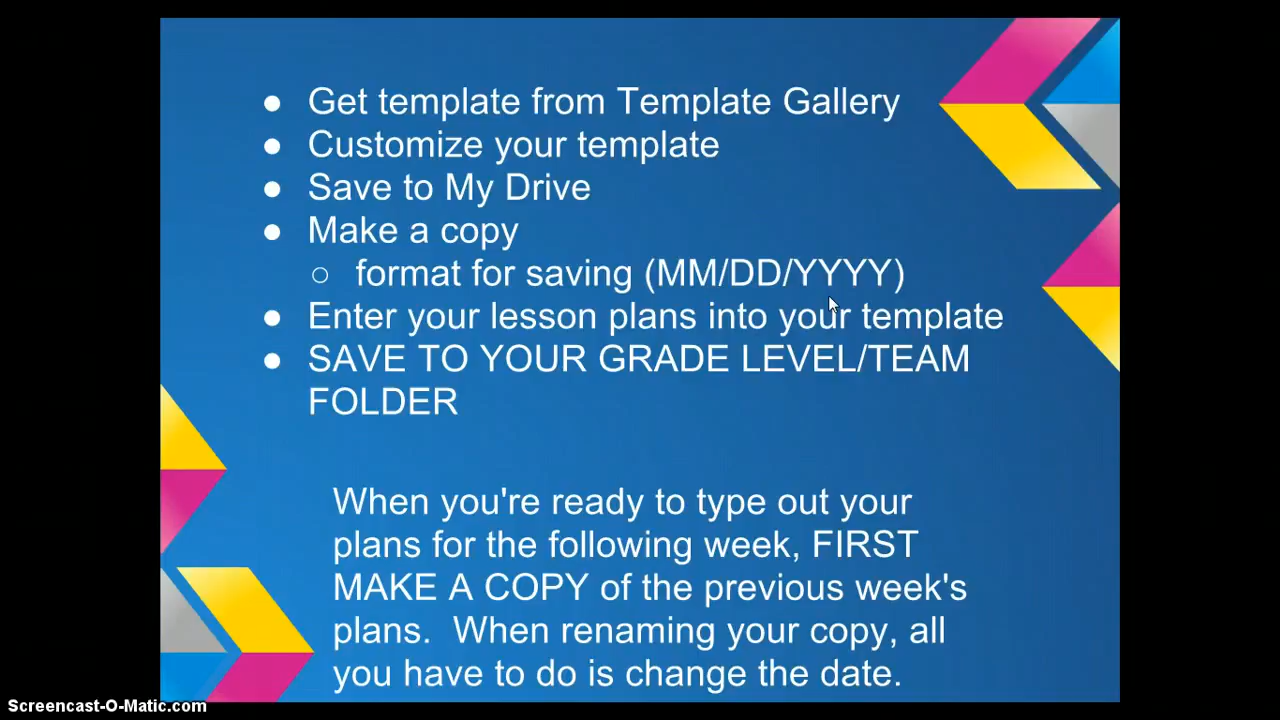 ● Get template from Template Gallery
● Customize your template
● Save to My Drive
● Make a copy
○ format for saving (MM/DD/YYYY)
● Enter your lesson plans into your template
● SAVE TO YOUR GRADE LEVEL/TEAM
FOLDER
When you're ready to type out your
plans for the following week, FIRST
MAKE A COPY of the previous week's
plans.  When renaming your copy, all
you have to do is change the date.
Screencast-O-Matic.com